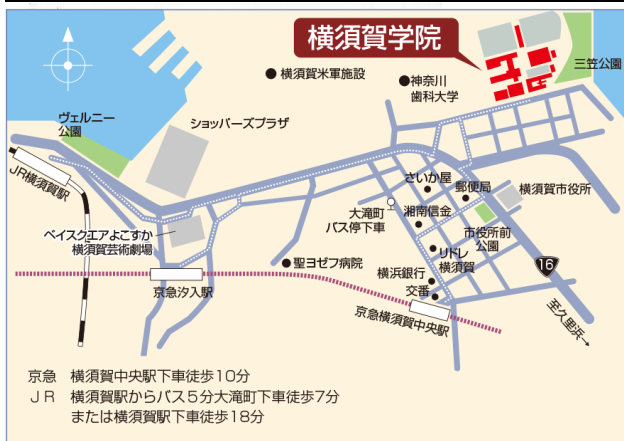 横須賀学院
三笠公園
横須賀米軍施設
神奈川
歯科大学
ヴェルニー
公園
ショッパーズプラザ
JR横須賀駅
さいか屋
郵便局
横須賀市役所
大滝町
バス停下車
湘南信金
市役所前
公園
ベイスクエアよこすか
横須賀芸術劇場
リドレ
横須賀
聖ヨゼフ病院
横浜銀行
16
京急汐入駅
交番
京急横須賀中央駅
至久里浜→
京急 横須賀中央駅下車徒歩10分
JR 横須賀駅からバス5分大滝町下車徒歩7分
または横須賀駅下車徒歩18分